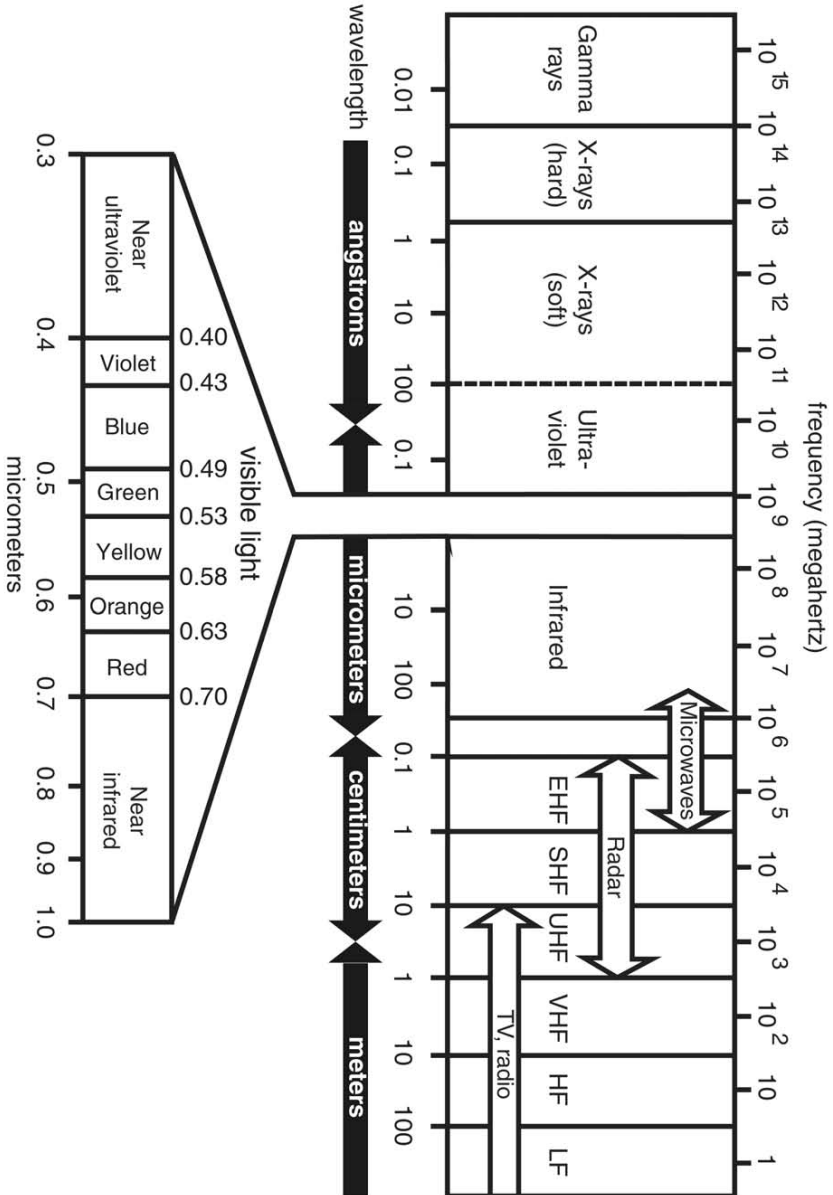 frequency (megahertz)
10 15
10 14
10 13
10 12
10 11
10 10
10 9
10 8
10 7
10 6
10 5
10 4
10 3
10 2
10
1
Microwaves
Radar
Gamma
rays
X-rays
(hard)
X-rays
(soft)
Ultra-
violet
Infrared
EHF
SHF
UHF
VHF
HF
LF
TV, radio
0.01
0.1
1
10
100
0.1
10
100
0.1
1
10
1
10
100
wavelength
angstroms
micrometers
centimeters
meters
visible light
0.40
0.43
0.49
0.53
0.58
0.63
0.70
Near
ultraviolet
Violet
Blue
Green
Yellow
Orange
Red
Near
infrared
0.3
0.4
0.5
0.6
0.7
0.8
0.9
1.0
micrometers